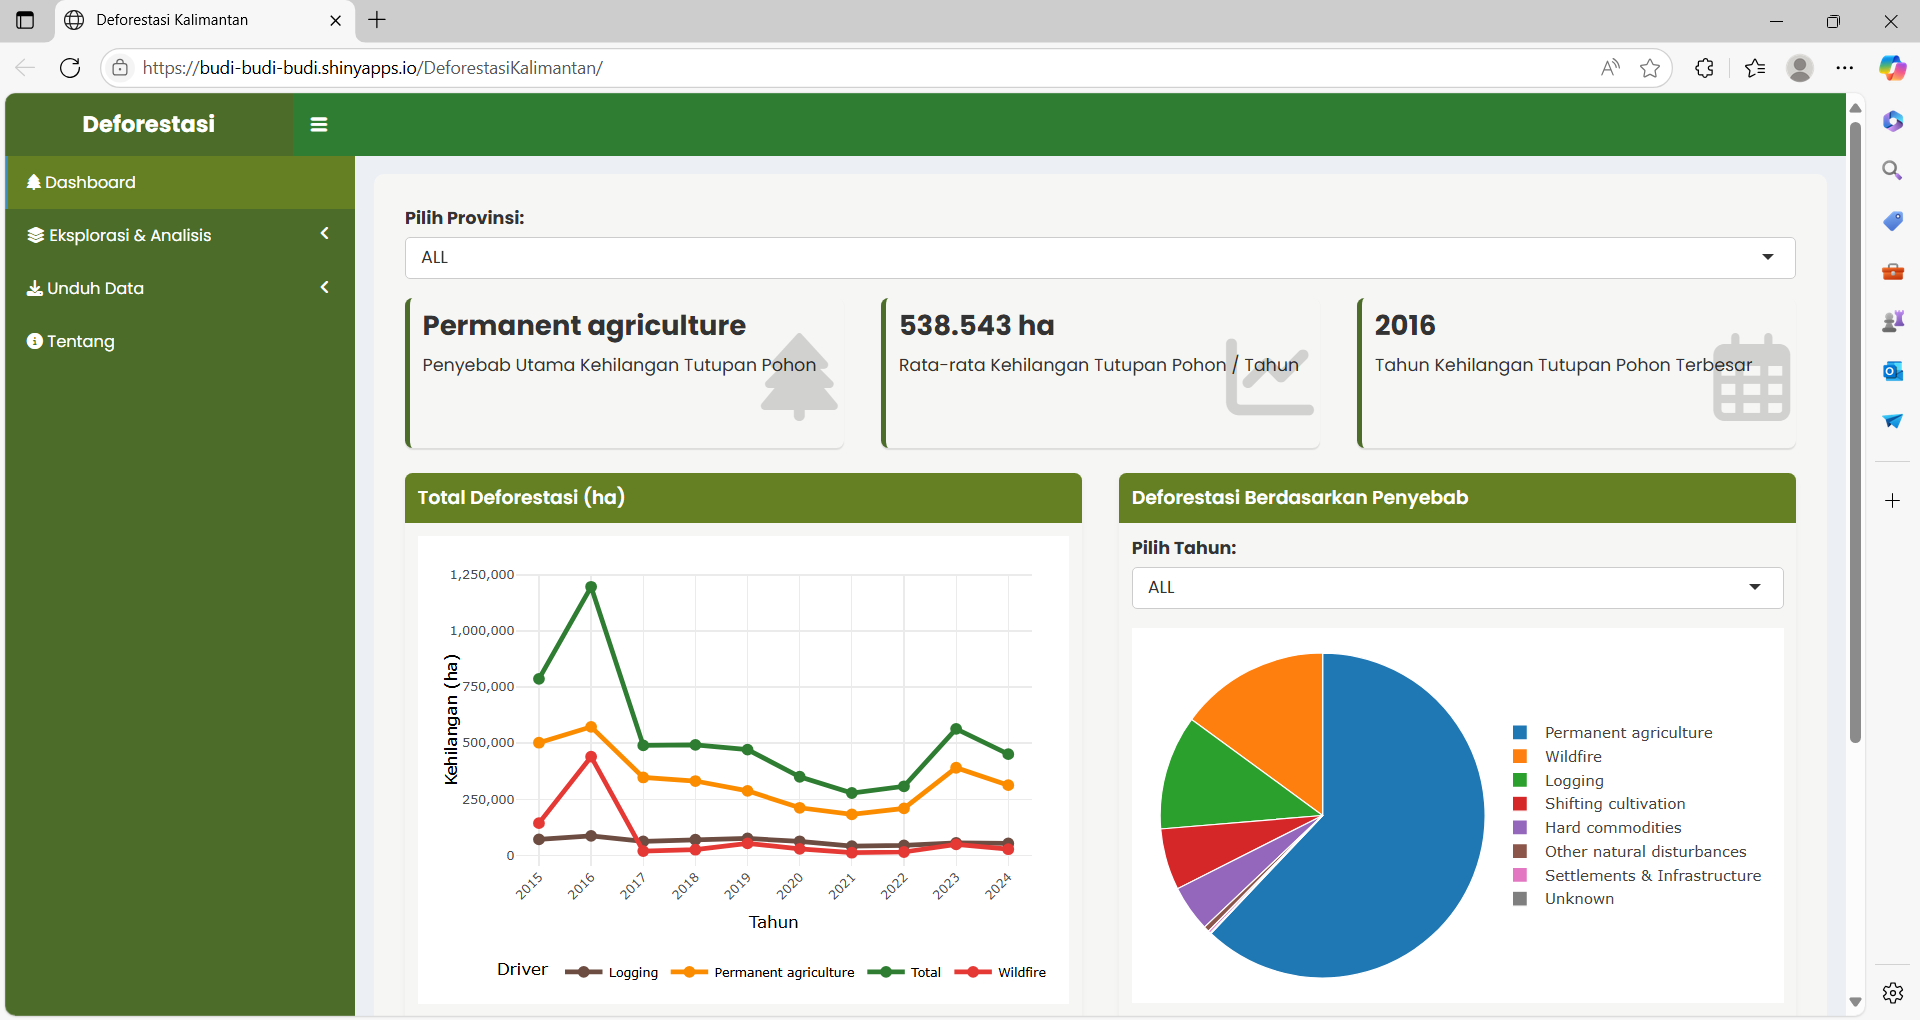 Deforestasi Kalimantan
https://budi-budi-budi.shinyapps.io/DeforestasiKalimantan/
Deforestasi
Dashboard
Eksplorasi & Analisis
Unduh Data
Tentang
Pilih Provinsi:
ALL
Permanent agriculture
Penyebab Utama Kehilangan Tutupan Pohon
538.543 ha
Rata-rata Kehilangan Tutupan Pohon / Tahun
2016
Tahun Kehilangan Tutupan Pohon Terbesar
Total Deforestasi (ha)
1,250,000
1,000,000
750,000
500,000
250,000
0
Kehilangan (ha)
2015
2016
2017
2018
2019
2020
2021
2022
2023
2024
Tahun
Driver
Logging
Permanent agriculture
Total
Wildfire
Deforestasi Berdasarkan Penyebab
Pilih Tahun:
ALL
Permanent agriculture
Wildfire
Logging
Shifting cultivation
Hard commodities
Other natural disturbances
Settlements & Infrastructure
Unknown